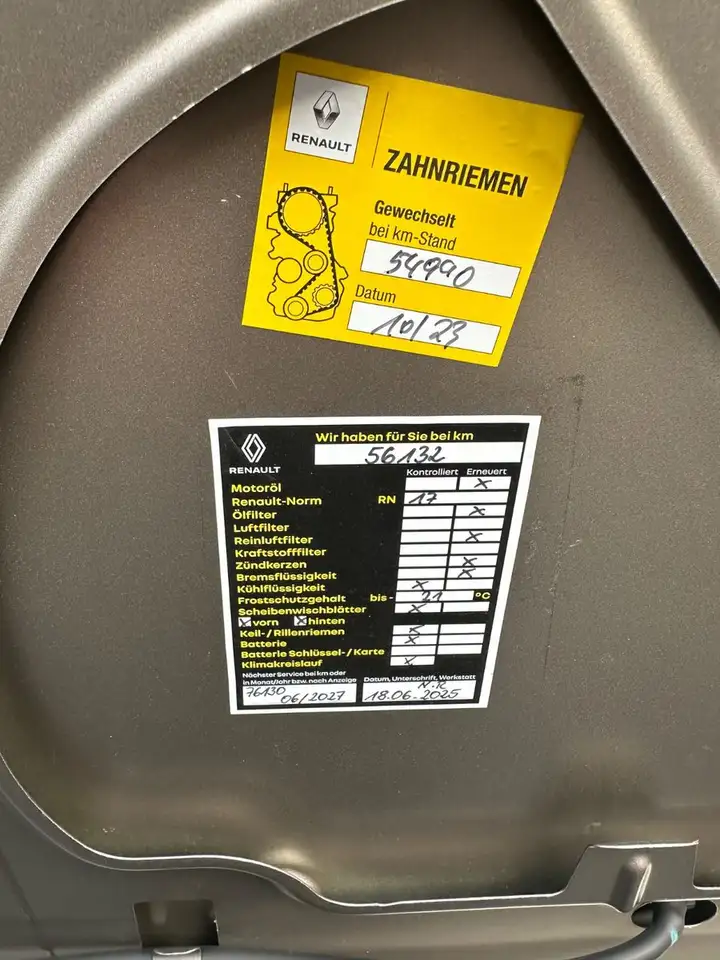 RENAULT
ZAHNRIEMEN
Gewechselt
bei km-Stand
54990
Datum
10/23
RENAULT
Wir haben für Sie bei km
56132
Kontrolliert Erneuert
Motoröl x
Renault-Norm RN 17
Ölfilter x
Luftfilter
Reinluftfilter x
Kraftstofffilter
Zündkerzen x
Bremsflüssigkeit x
Kühlflüssigkeit x
Frostschutzgehalt bis - 21 °C
Scheibenwischblätter x
x vorn x hinten
Keil-/Rillenriemen x
Batterie x
Batterie Schlüssel-/Karte
Klimakreislauf x
Nächster Service bei km oder
in Monat/Jahr bzw. nach Anzeige
76130
06/2027
Datum, Unterschrift, Werkstatt
N.R
18.06.2025